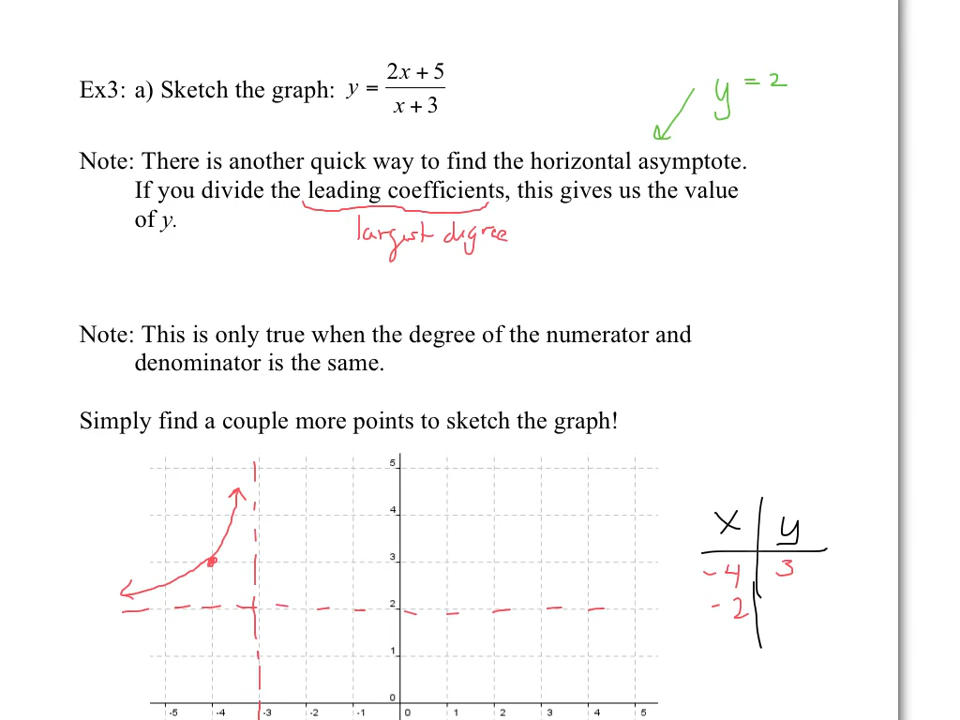 Ex3: a) Sketch the graph: y = (2x + 5)/(x + 3)
y = 2
Note: There is another quick way to find the horizontal asymptote.
If you divide the leading coefficients, this gives us the value
of y.
largest degree
Note: This is only true when the degree of the numerator and
denominator is the same.
Simply find a couple more points to sketch the graph!
5
4
3
2
1
0
-5 -4 -3 -2 -1 0 1 2 3 4 5
x y
-4 3
-2